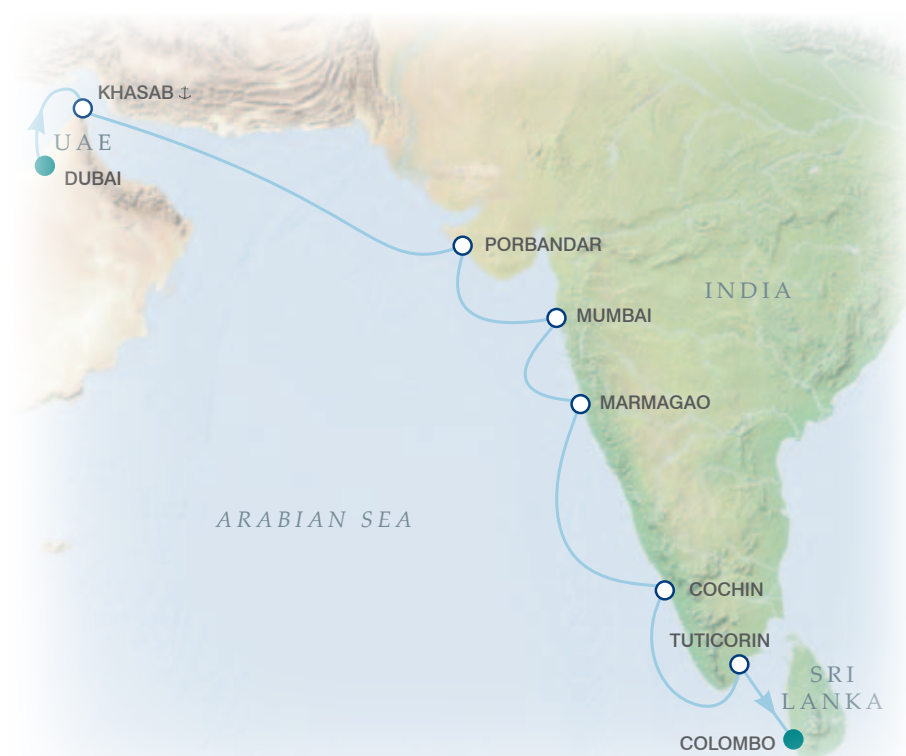 KHASAB ⚓
UAE
DUBAI
PORBANDAR
INDIA
MUMBAI
MARMAGAO
ARABIAN SEA
COCHIN
TUTICORIN
SRI
LANKA
COLOMBO